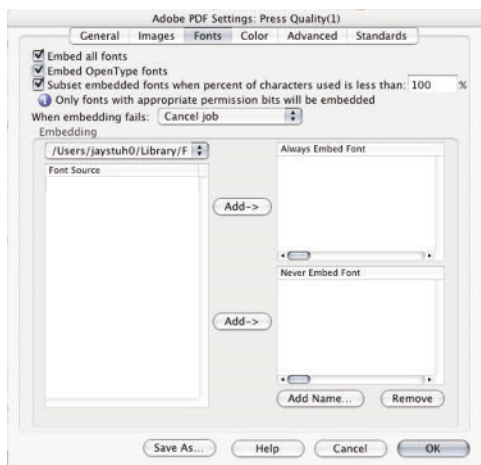 Adobe PDF Settings: Press Quality(1)
General Images Fonts Color Advanced Standards
Embed all fonts
Embed OpenType fonts
Subset embedded fonts when percent of characters used is less than: 100 %
Only fonts with appropriate permission bits will be embedded
When embedding fails: Cancel job
Embedding
/Users/jaystuh0/Library/F
Font Source
Always Embed Font
Add->
Never Embed Font
Add->
Add Name... Remove
Save As... Help Cancel OK